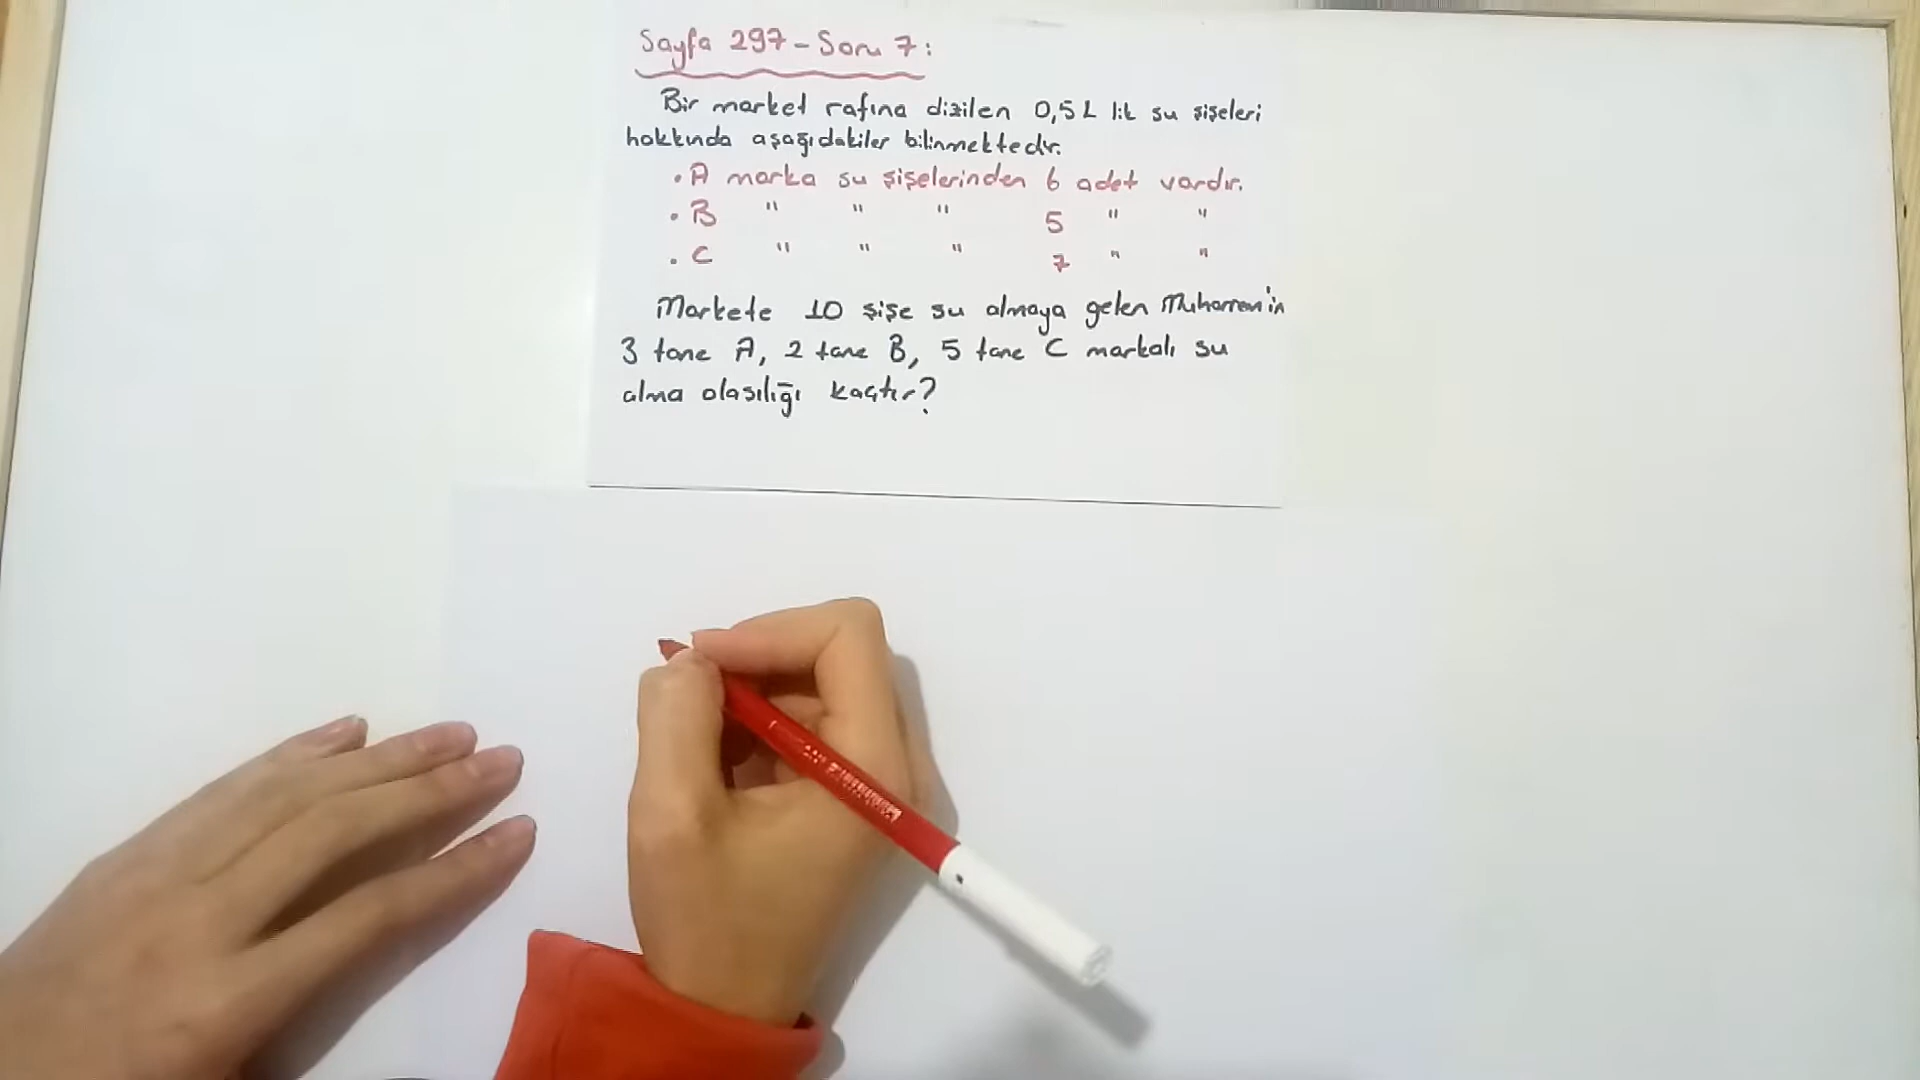 Sayfa 297 - Soru 7:
Bir market rafına dizilen 0,5 L lik su şişeleri
hakkında aşağıdakiler bilinmektedir.
• A marka su şişelerinden 6 adet vardır.
• B " " " 5 " "
• C " " " 7 " "
Markete 10 şişe su almaya gelen Muharrem'in
3 tane A, 2 tane B, 5 tane C markalı su
alma olasılığı kaçtır?